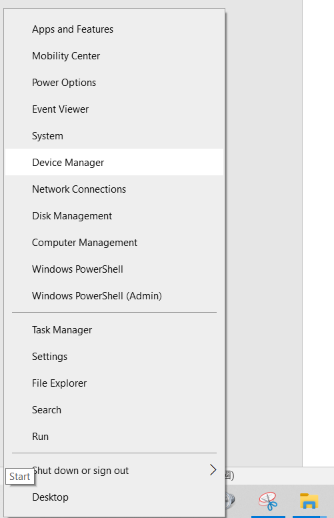 Apps and Features
Mobility Center
Power Options
Event Viewer
System
Device Manager
Network Connections
Disk Management
Computer Management
Windows PowerShell
Windows PowerShell (Admin)
Task Manager
Settings
File Explorer
Search
Run
Shut down or sign out
Start
Desktop